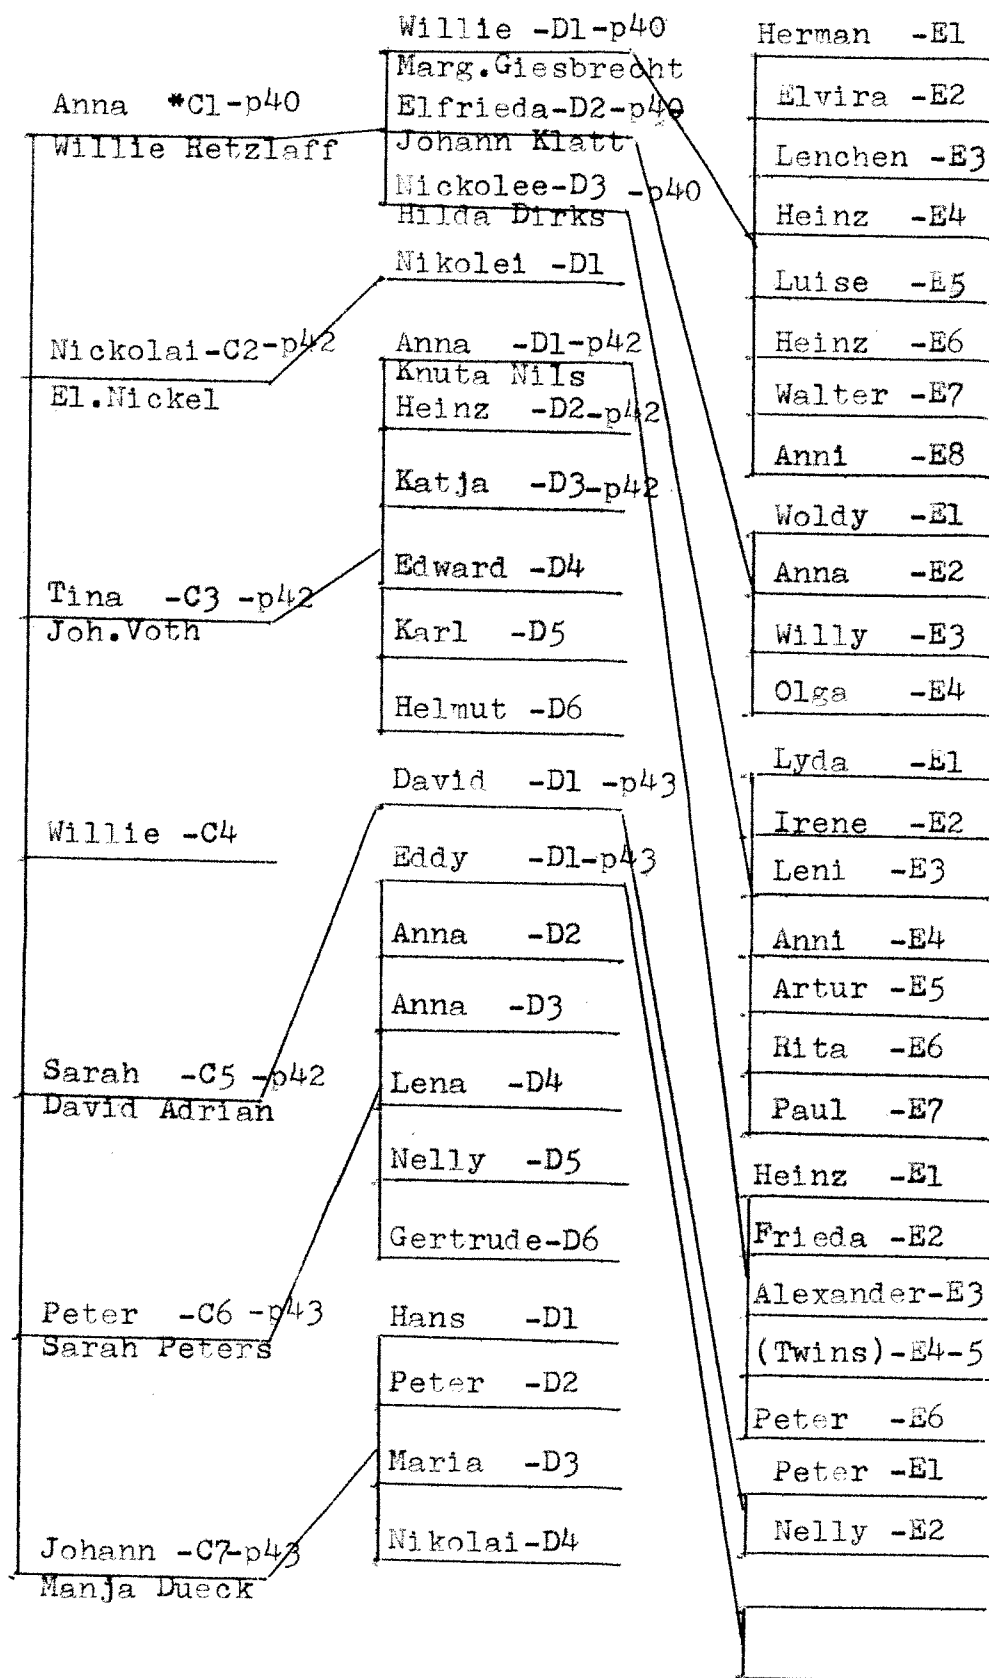 Anna *C1-p40
Willie Retzlaff
Nickolai-C2-p42
El.Nickel
Tina -C3 -p42
Joh.Voth
Willie -C4
Sarah -C5 -p42
David Adrian
Peter -C6 -p43
Sarah Peters
Johann -C7-p43
Manja Dueck
Willie -D1-p40
Marg.Giesbrecht
Elfrieda-D2-p40
Johann Klatt
Nickolee-D3 -p40
Hilda Dirks
Nikolei -D1
Anna -D1-p42
Knuta Nils
Heinz -D2-p42
Katja -D3-p42
Edward -D4
Karl -D5
Helmut -D6
David -D1 -p43
Eddy -D1-p43
Anna -D2
Anna -D3
Lena -D4
Nelly -D5
Gertrude-D6
Hans -D1
Peter -D2
Maria -D3
Nikolai-D4
Herman -E1
Elvira -E2
Lenchen -E3
Heinz -E4
Luise -E5
Heinz -E6
Walter -E7
Anni -E8
Woldy -E1
Anna -E2
Willy -E3
Olga -E4
Lyda -E1
Irene -E2
Leni -E3
Anni -E4
Artur -E5
Rita -E6
Paul -E7
Heinz -E1
Frieda -E2
Alexander-E3
(Twins)-E4-5
Peter -E6
Peter -E1
Nelly -E2